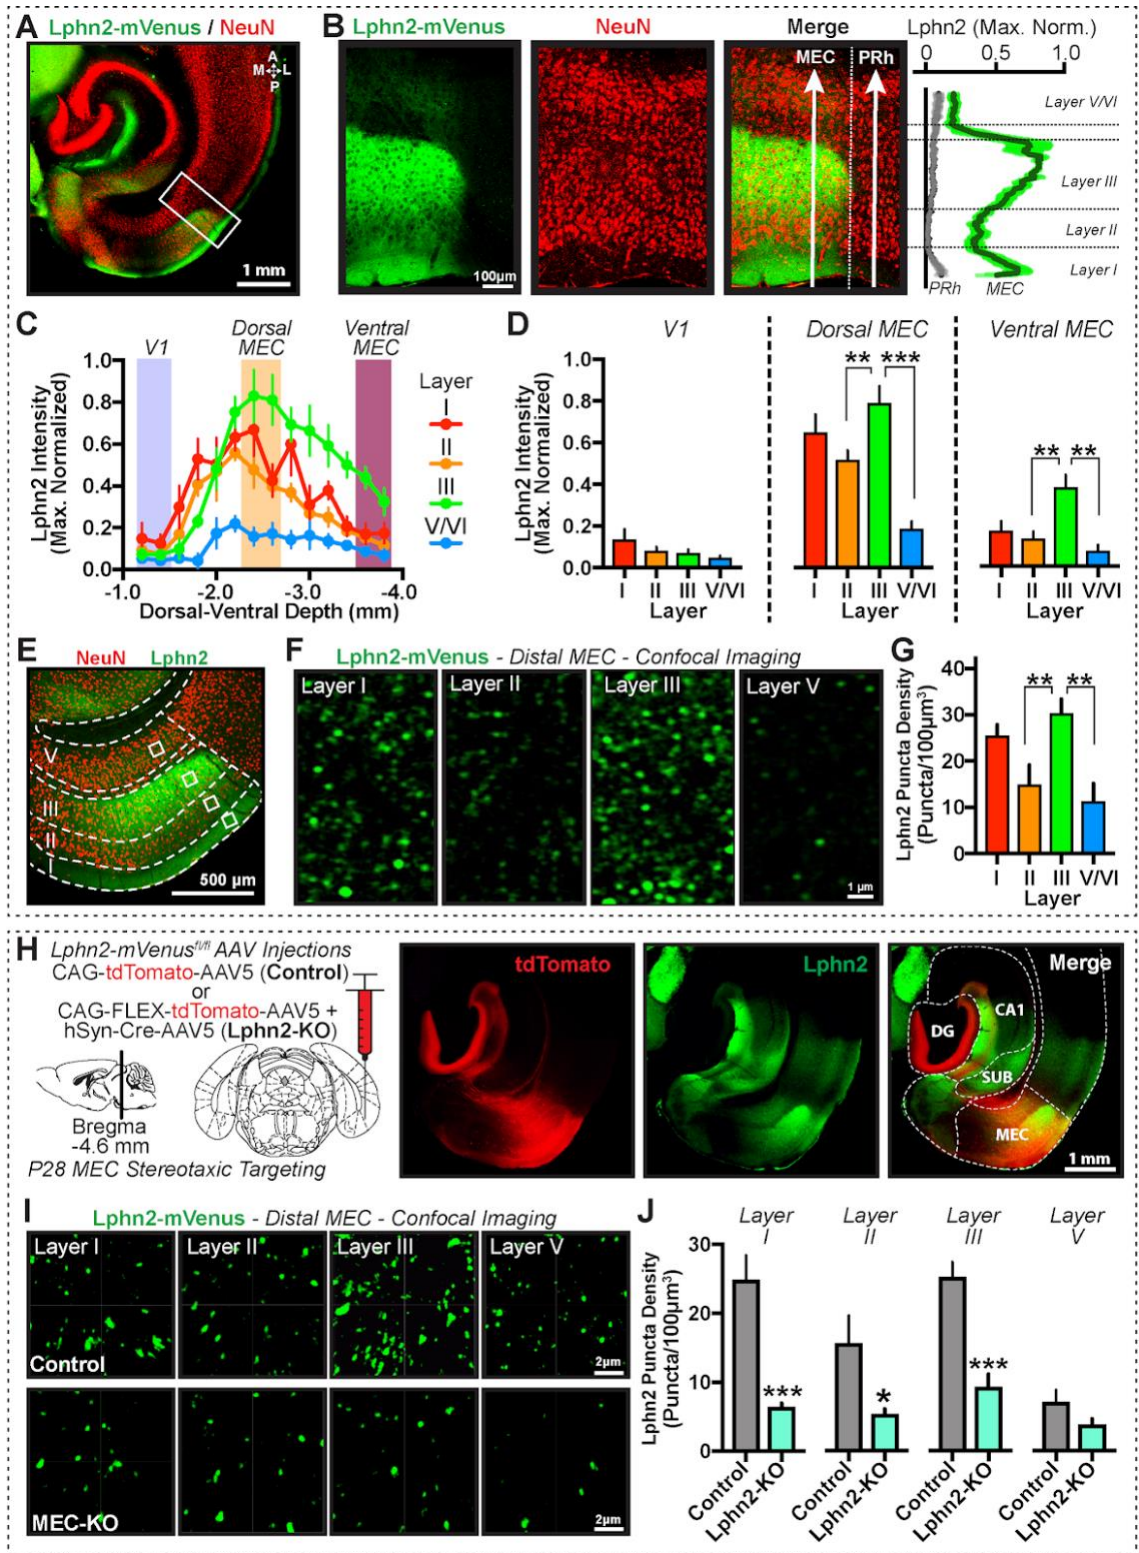 A
Lphn2-mVenus / NeuN
A
M L
P
1 mm
B
Lphn2-mVenus
NeuN
Merge
Lphn2 (Max. Norm.)
0 0.5 1.0
MEC PRh
100µm
Layer V/VI
Layer III
Layer II
Layer I
PRh MEC
C
V1
Dorsal
MEC
Ventral
MEC
Lphn2 Intensity
(Max. Normalized)
1.0
0.8
0.6
0.4
0.2
0.0
-1.0 -2.0 -3.0 -4.0
Dorsal-Ventral Depth (mm)
Layer
I
II
III
V/VI
D
V1
Dorsal MEC
Ventral MEC
Lphn2 Intensity
(Max. Normalized)
1.0
0.8
0.6
0.4
0.2
0.0
** ***
** **
I II III V/VI
Layer
I II III V/VI
Layer
I II III V/VI
Layer
E
NeuN Lphn2
V
III
II
I
500 µm
F
Lphn2-mVenus - Distal MEC - Confocal Imaging
Layer I
Layer II
Layer III
Layer V
1 µm
G
Lphn2 Puncta Density
(Puncta/100µm³)
40
30
20
10
0
** **
I II III V/VI
Layer
H
Lphn2-mVenusfl/fl AAV Injections
CAG-tdTomato-AAV5 (Control)
or
CAG-FLEX-tdTomato-AAV5 +
hSyn-Cre-AAV5 (Lphn2-KO)
Bregma
-4.6 mm
P28 MEC Stereotaxic Targeting
tdTomato
Lphn2
Merge
DG
CA1
SUB
MEC
1 mm
I
Lphn2-mVenus - Distal MEC - Confocal Imaging
Layer I
Layer II
Layer III
Layer V
Control
2µm
MEC-KO
2µm
J
Layer
I
Layer
II
Layer
III
Layer
V
Lphn2 Puncta Density
(Puncta/100µm³)
30
20
10
0
***
*
***
Control
Lphn2-KO
Control
Lphn2-KO
Control
Lphn2-KO
Control
Lphn2-KO